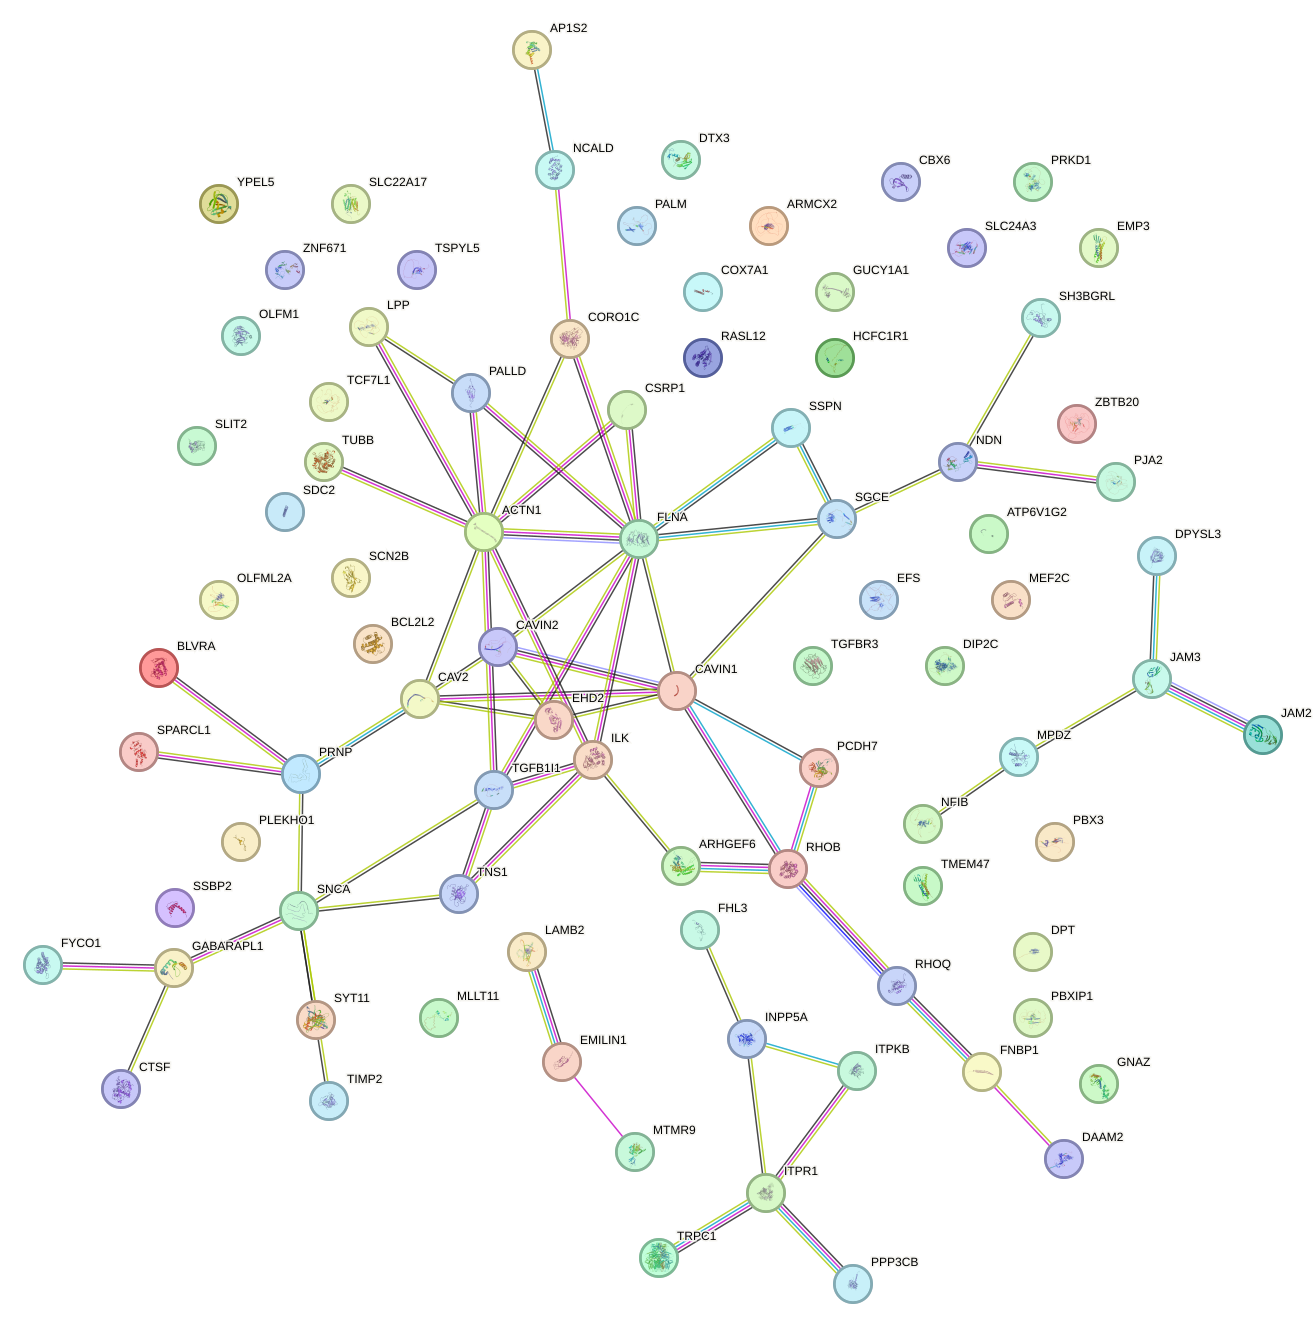 AP1S2
NCALD
DTX3
CBX6
PRKD1
YPEL5
SLC22A17
PALM
ARMCX2
SLC24A3
EMP3
ZNF671
TSPYL5
COX7A1
GUCY1A1
SH3BGRL
OLFM1
LPP
CORO1C
RASL12
HCFC1R1
PALLD
CSRP1
TCF7L1
SSPN
ZBTB20
SLIT2
TUBB
NDN
PJA2
SDC2
ACTN1
FLNA
SGCE
ATP6V1G2
DPYSL3
OLFML2A
SCN2B
EFS
MEF2C
BCL2L2
CAVIN2
BLVRA
CAV2
CAVIN1
TGFBR3
DIP2C
JAM3
EHD2
JAM2
SPARCL1
PRNP
TGFB1I1
ILK
PCDH7
MPDZ
NFIB
PLEKHO1
ARHGEF6
RHOB
PBX3
SSBP2
SNCA
TNS1
TMEM47
FYCO1
GABARAPL1
LAMB2
FHL3
RHOQ
DPT
SYT11
MLLT11
INPP5A
PBXIP1
CTSF
TIMP2
EMILIN1
ITPKB
FNBP1
GNAZ
MTMR9
DAAM2
ITPR1
TRPC1
PPP3CB